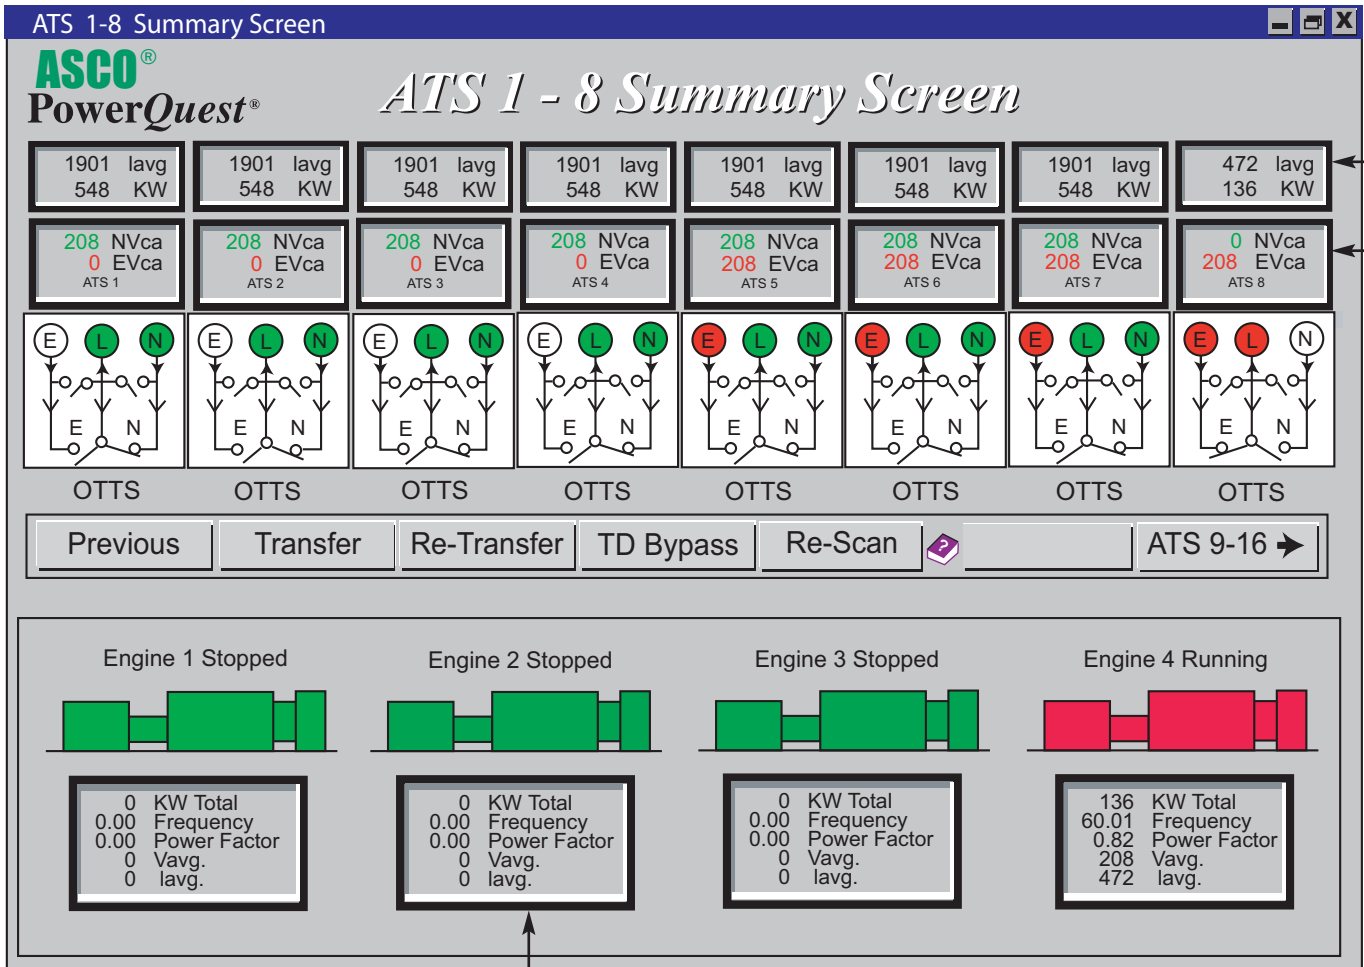 ATS 1-8 Summary Screen
X
ASCO®
PowerQuest®
ATS 1 - 8 Summary Screen
1901 Iavg
548 KW
1901 Iavg
548 KW
1901 Iavg
548 KW
1901 Iavg
548 KW
1901 Iavg
548 KW
1901 Iavg
548 KW
1901 Iavg
548 KW
472 Iavg
136 KW
208 NVca
0 EVca
ATS 1
208 NVca
0 EVca
ATS 2
208 NVca
0 EVca
ATS 3
208 NVca
0 EVca
ATS 4
208 NVca
208 EVca
ATS 5
208 NVca
208 EVca
ATS 6
208 NVca
208 EVca
ATS 7
0 NVca
208 EVca
ATS 8
E L N
E N
E L N
E N
E L N
E N
E L N
E N
E L N
E N
E L N
E N
E L N
E N
E L N
E N
OTTS OTTS OTTS OTTS OTTS OTTS OTTS OTTS
Previous Transfer Re-Transfer TD Bypass Re-Scan ? ATS 9-16
Engine 1 Stopped
0 KW Total
0.00 Frequency
0.00 Power Factor
0 Vavg.
0 Iavg.
Engine 2 Stopped
0 KW Total
0.00 Frequency
0.00 Power Factor
0 Vavg.
0 Iavg.
Engine 3 Stopped
0 KW Total
0.00 Frequency
0.00 Power Factor
0 Vavg.
0 Iavg.
Engine 4 Running
136 KW Total
60.01 Frequency
0.82 Power Factor
208 Vavg.
472 Iavg.